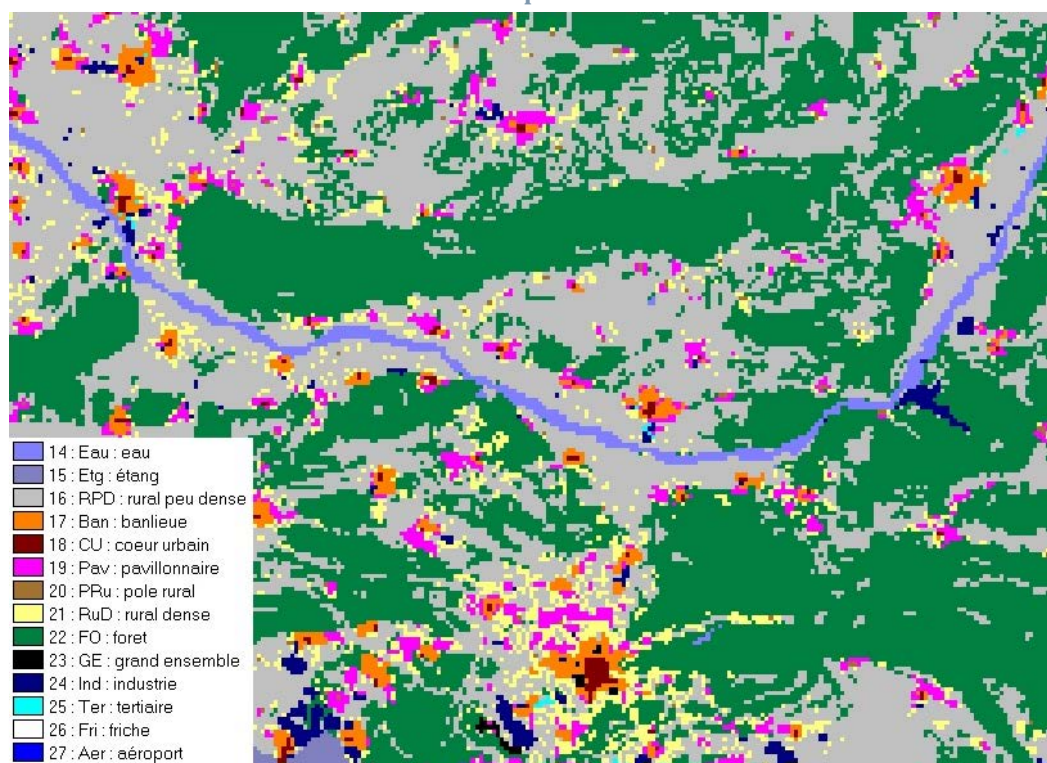 14 : Eau : eau
15 : Etg : étang
16 : RPD : rural peu dense
17 : Ban : banlieue
18 : CU : coeur urbain
19 : Pav : pavillonnaire
20 : PRu : pole rural
21 : RuD : rural dense
22 : FO : foret
23 : GE : grand ensemble
24 : Ind : industrie
25 : Ter : tertiaire
26 : Fri : friche
27 : Aer : aéroport